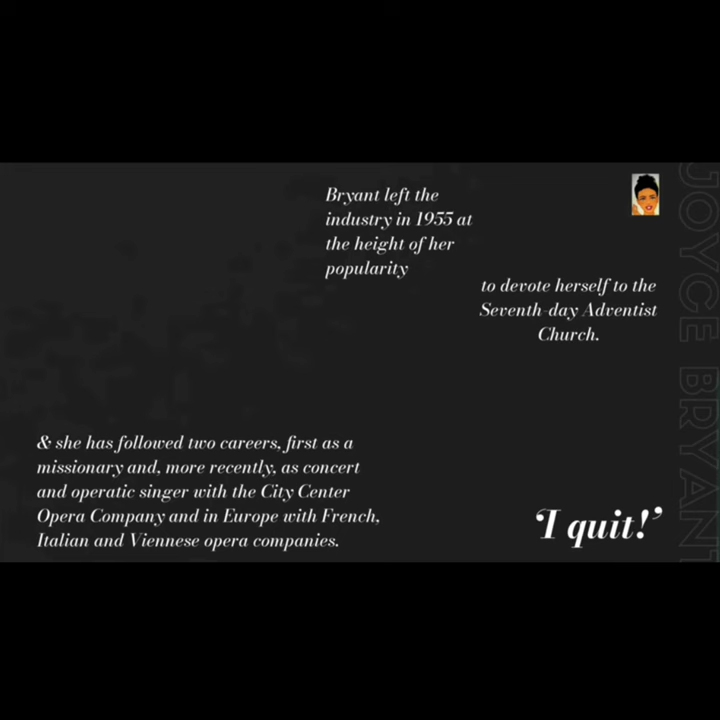 Bryant left the
industry in 1955 at
the height of her
popularity
to devote herself to the
Seventh-day Adventist
Church.
& she has followed two careers, first as a
missionary and, more recently, as concert
and operatic singer with the City Center
Opera Company and in Europe with French,
Italian and Viennese opera companies.
‘I quit!’
JOYCE BRYANT